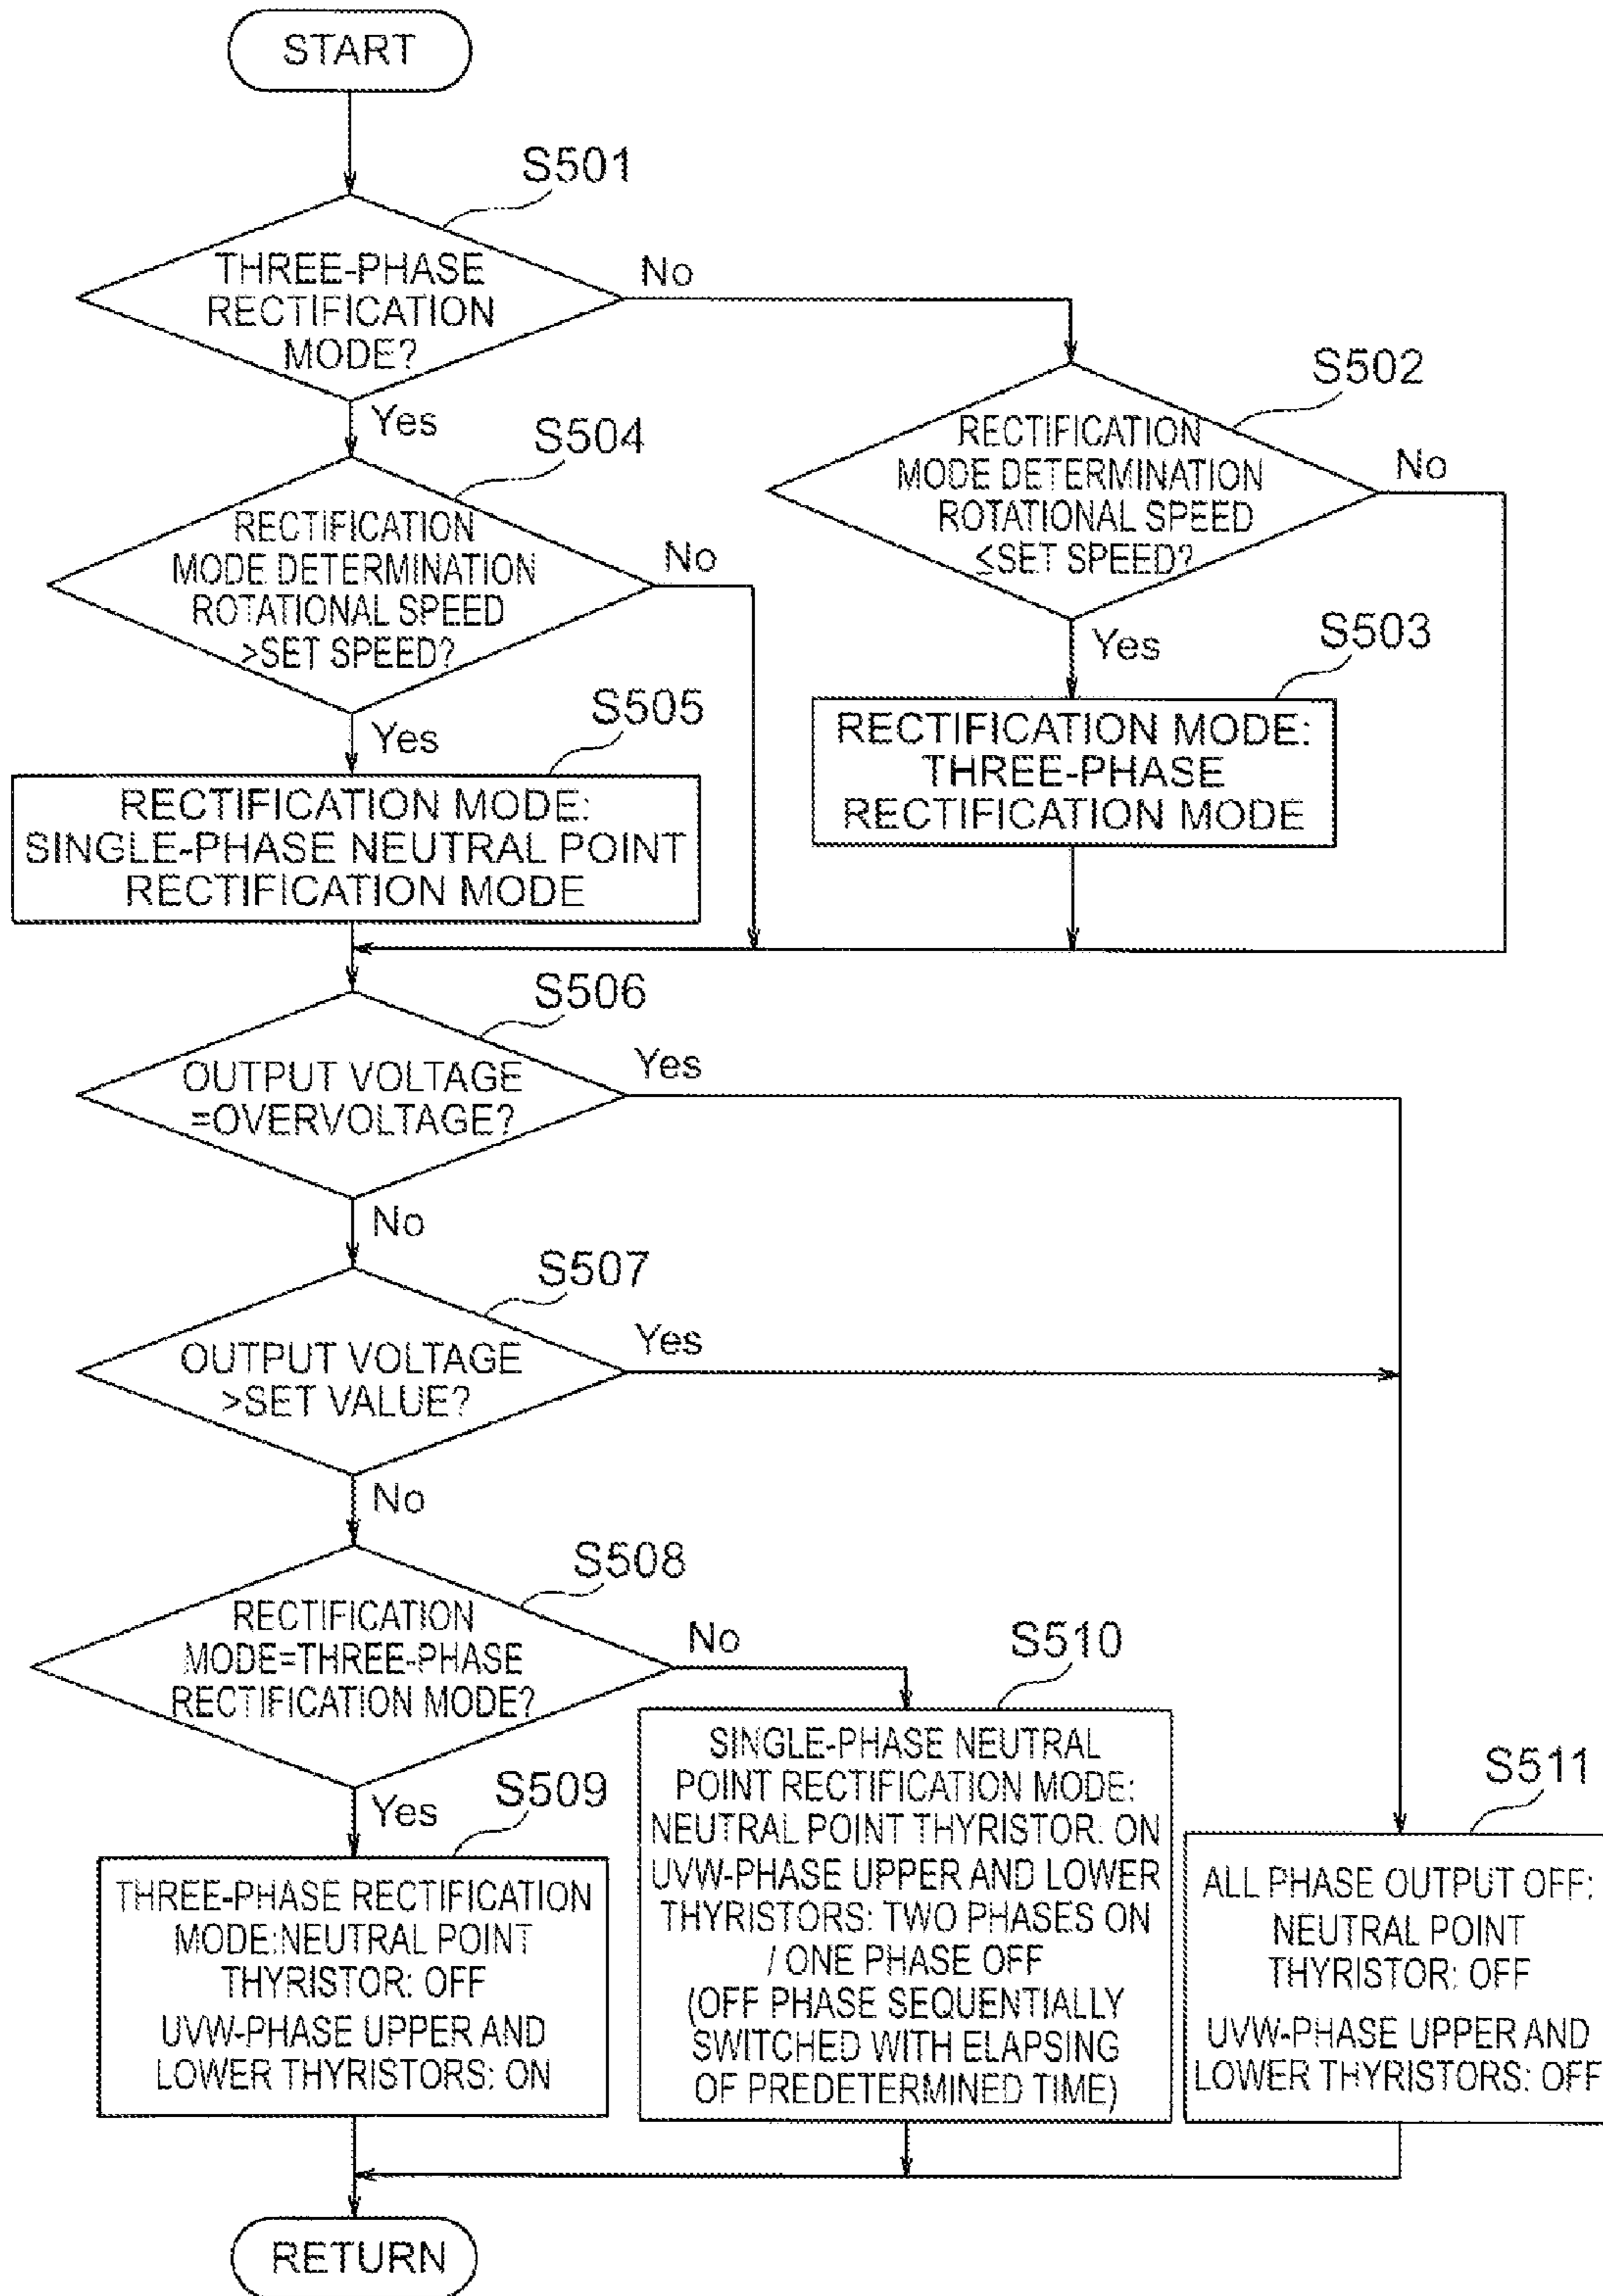 START
S501
THREE-PHASE
RECTIFICATION
MODE?
No
Yes
S502
RECTIFICATION
MODE DETERMINATION
ROTATIONAL SPEED
≤SET SPEED?
No
Yes
S503
RECTIFICATION MODE:
THREE-PHASE
RECTIFICATION MODE
S504
RECTIFICATION
MODE DETERMINATION
ROTATIONAL SPEED
>SET SPEED?
No
Yes
S505
RECTIFICATION MODE:
SINGLE-PHASE NEUTRAL POINT
RECTIFICATION MODE
S506
OUTPUT VOLTAGE
=OVERVOLTAGE?
Yes
No
S507
OUTPUT VOLTAGE
>SET VALUE?
Yes
No
S508
RECTIFICATION
MODE=THREE-PHASE
RECTIFICATION MODE?
No
Yes
S509
THREE-PHASE RECTIFICATION
MODE:NEUTRAL POINT
THYRISTOR: OFF
UVW-PHASE UPPER AND
LOWER THYRISTORS: ON
S510
SINGLE-PHASE NEUTRAL
POINT RECTIFICATION MODE:
NEUTRAL POINT THYRISTOR: ON
UVW-PHASE UPPER AND LOWER
THYRISTORS: TWO PHASES ON
/ ONE PHASE OFF
(OFF PHASE SEQUENTIALLY
SWITCHED WITH ELAPSING
OF PREDETERMINED TIME)
S511
ALL PHASE OUTPUT OFF:
NEUTRAL POINT
THYRISTOR: OFF
UVW-PHASE UPPER AND
LOWER THYRISTORS: OFF
RETURN